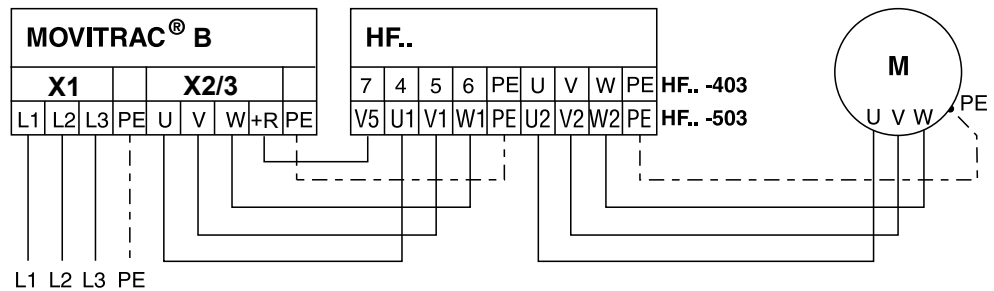 MOVITRAC® B
HF..
M
X1 X2/3
7 4 5 6 PE U V W PE HF.. -403
L1 L2 L3 PE U V W +R PE
V5 U1 V1 W1 PE U2 V2 W2 PE HF.. -503
PE
U V W
L1 L2 L3 PE